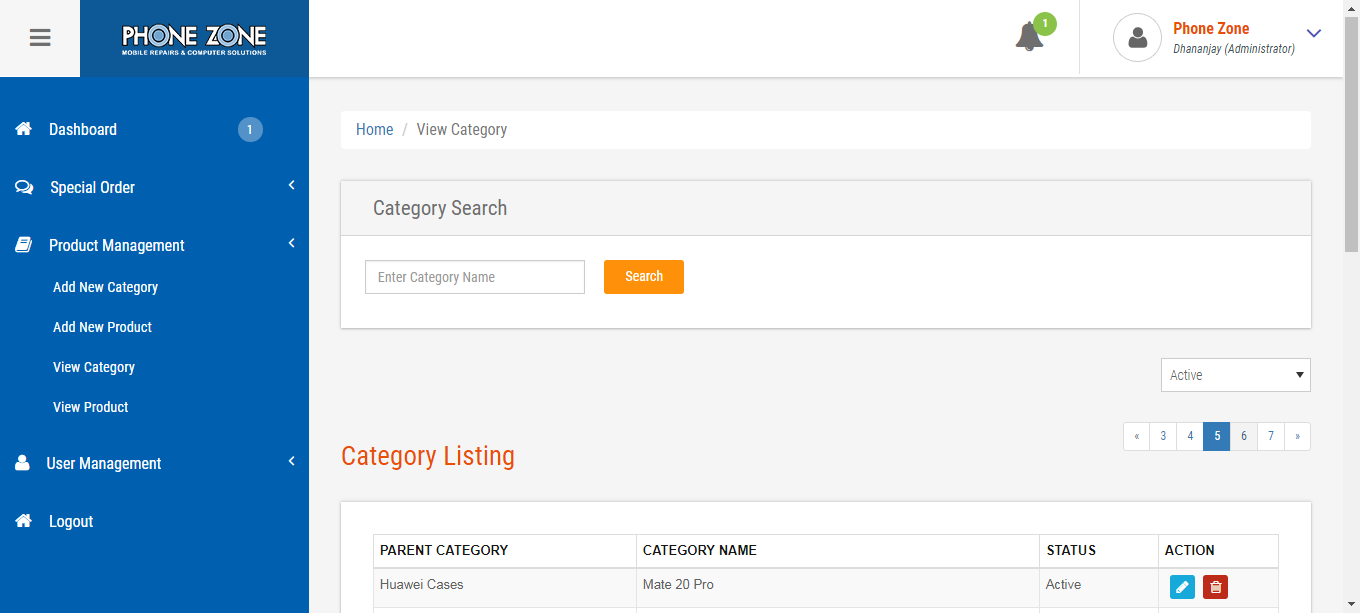 PHONE ZONE
MOBILE REPAIRS & COMPUTER SOLUTIONS
1
Phone Zone
Dhananjay (Administrator)
Dashboard 1
Special Order
Product Management
Add New Category
Add New Product
View Category
View Product
User Management
Logout
Home / View Category
Category Search
Enter Category Name Search
Active
« 3 4 5 6 7 »
Category Listing
PARENT CATEGORY CATEGORY NAME STATUS ACTION
Huawei Cases Mate 20 Pro Active